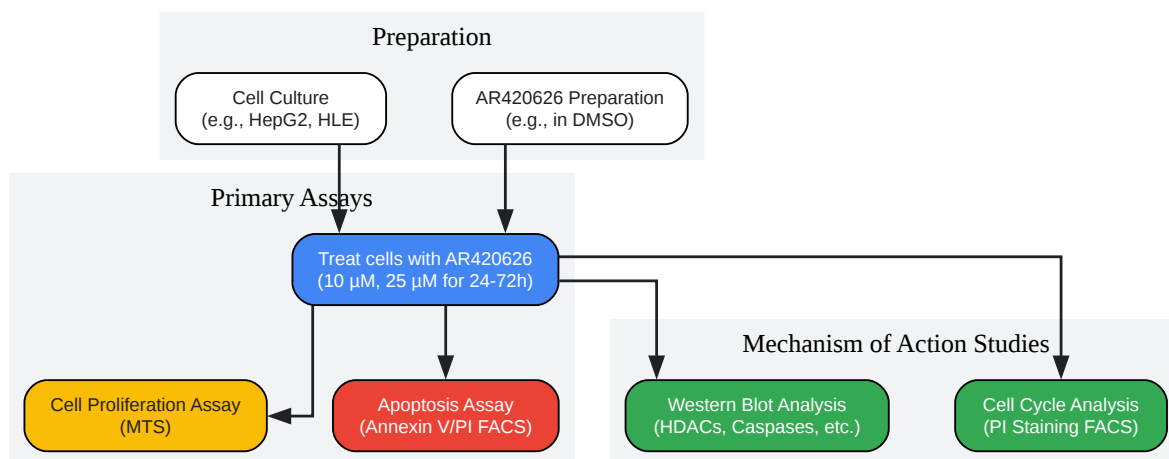 Preparation
Cell Culture
(e.g., HepG2, HLE)
AR420626 Preparation
(e.g., in DMSO)
Primary Assays
Treat cells with AR420626
(10 µM, 25 µM for 24-72h)
Mechanism of Action Studies
Cell Proliferation Assay
(MTS)
Apoptosis Assay
(Annexin V/PI FACS)
Western Blot Analysis
(HDACs, Caspases, etc.)
Cell Cycle Analysis
(PI Staining FACS)